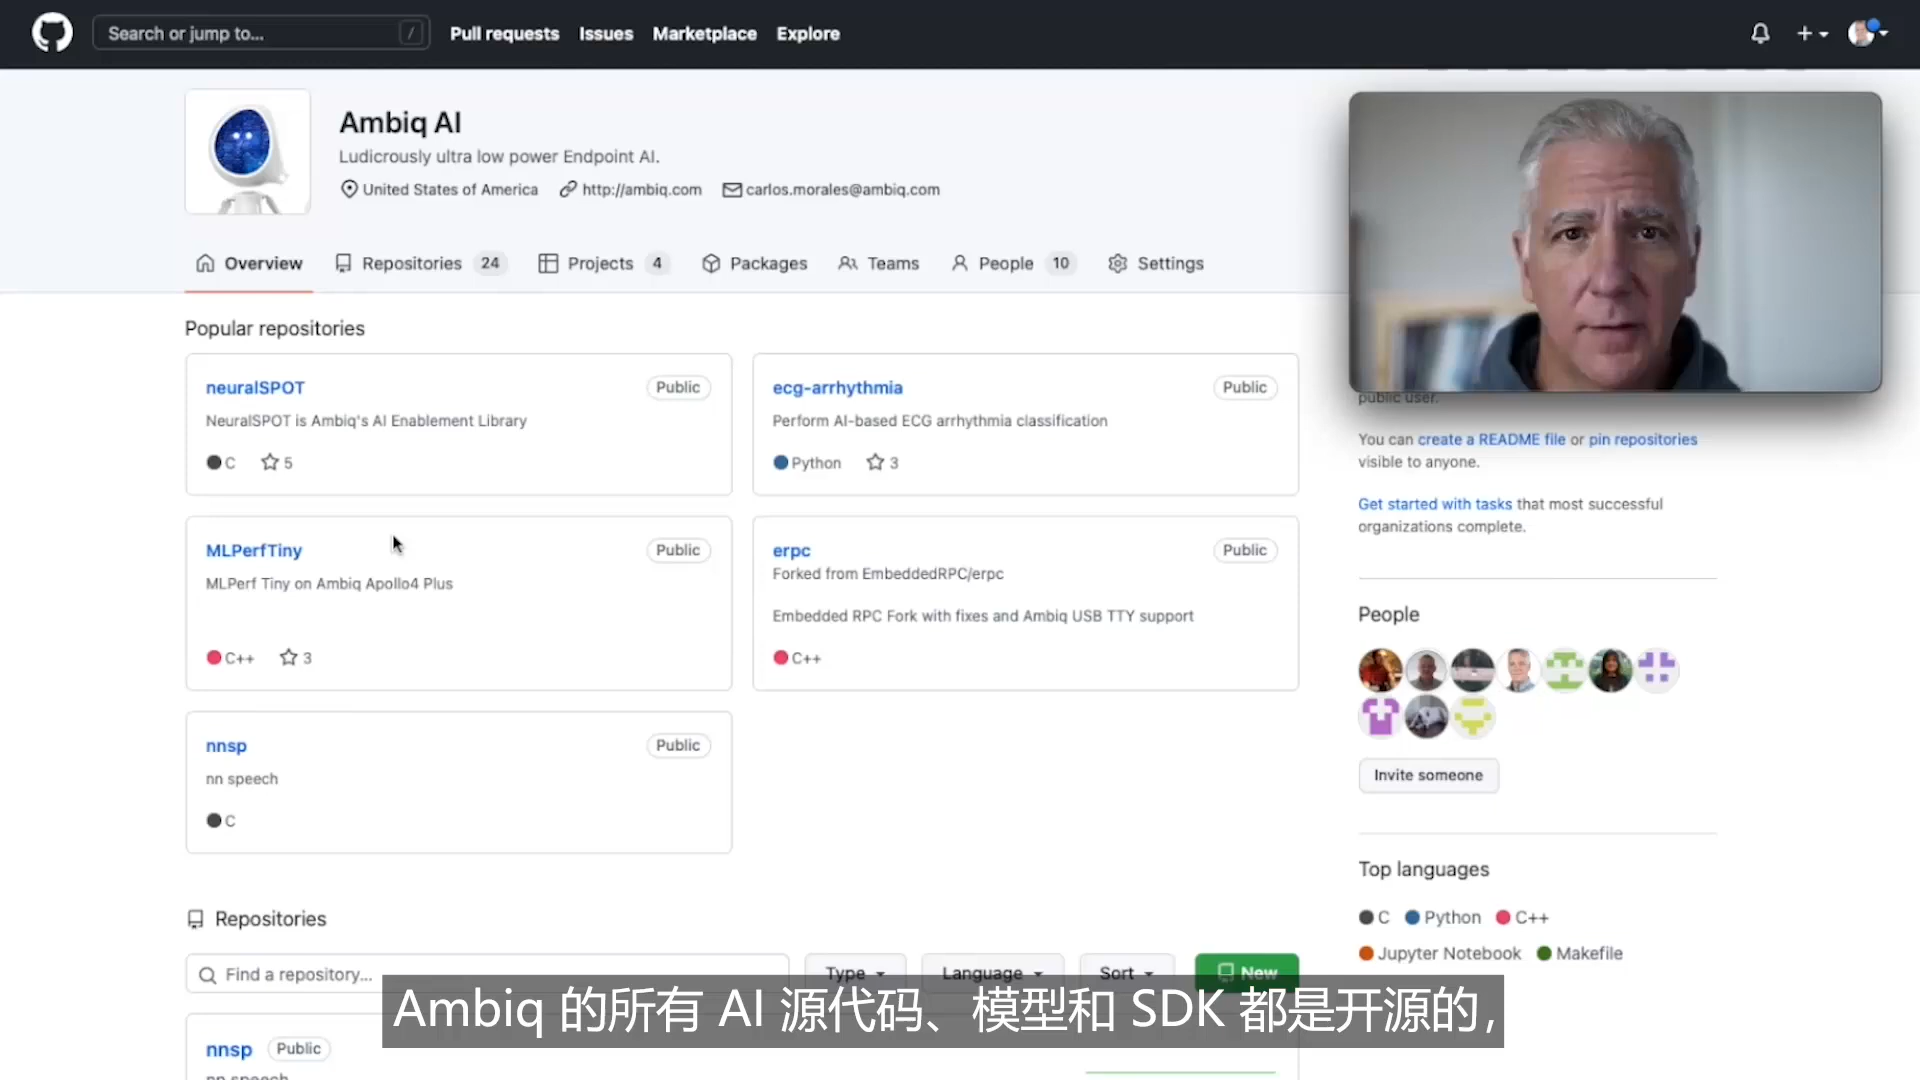 Search or jump to... /
Pull requests Issues Marketplace Explore
Ambiq AI
Ludicrously ultra low power Endpoint AI.
United States of America http://ambiq.com carlos.morales@ambiq.com
Overview Repositories 24 Projects 4 Packages Teams People 10 Settings
Popular repositories
neuralSPOT Public
NeuralSPOT is Ambiq's AI Enablement Library
C 5
ecg-arrhythmia Public
Perform AI-based ECG arrhythmia classification
Python 3
MLPerfTiny Public
MLPerf Tiny on Ambiq Apollo4 Plus
C++ 3
erpc Public
Forked from EmbeddedRPC/erpc
Embedded RPC Fork with fixes and Ambiq USB TTY support
C++
nnsp Public
nn speech
C
Repositories
Find a repository... Type Language Sort New
nnsp Public
nn speech
public user.
You can create a README file or pin repositories
visible to anyone.
Get started with tasks that most successful
organizations complete.
People
Invite someone
Top languages
C Python C++
Jupyter Notebook Makefile
Ambiq 的所有 AI 源代码、模型和 SDK 都是开源的，